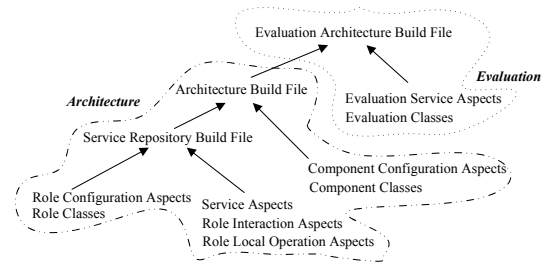 Evaluation Architecture Build File
Evaluation
Architecture
Architecture Build File
Evaluation Service Aspects
Evaluation Classes
Service Repository Build File
Component Configuration Aspects
Component Classes
Role Configuration Aspects
Role Classes
Service Aspects
Role Interaction Aspects
Role Local Operation Aspects